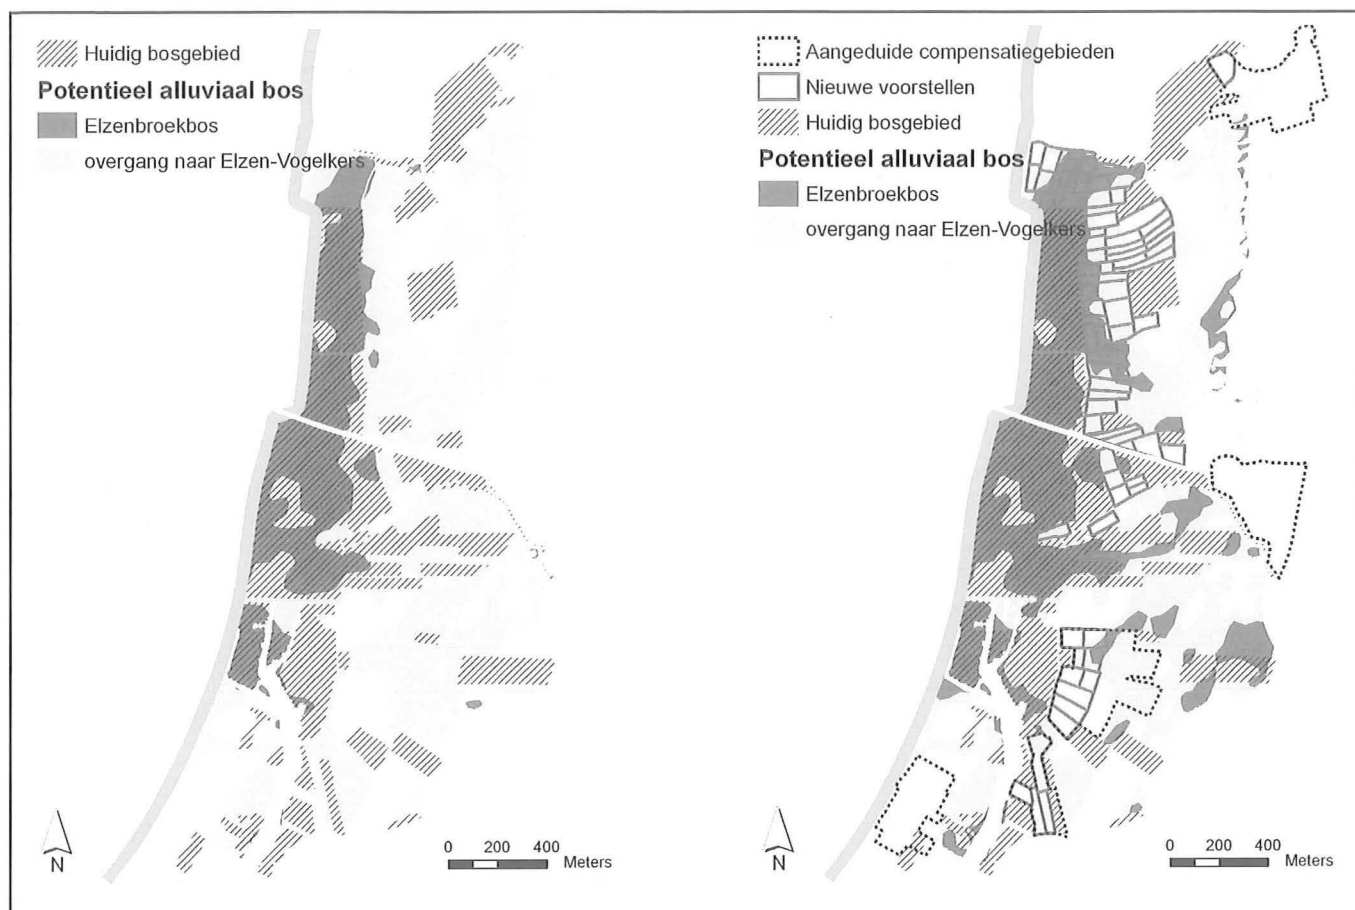 Huidig bosgebied
Potentieel alluviaal bos
Elzenbroekbos
overgang naar Elzen-Vogelkers
N
0 200 400 Meters
Aangeduide compensatiegebieden
Nieuwe voorstellen
Huidig bosgebied
Potentieel alluviaal bos
Elzenbroekbos
overgang naar Elzen-Vogelkers
N
0 200 400 Meters